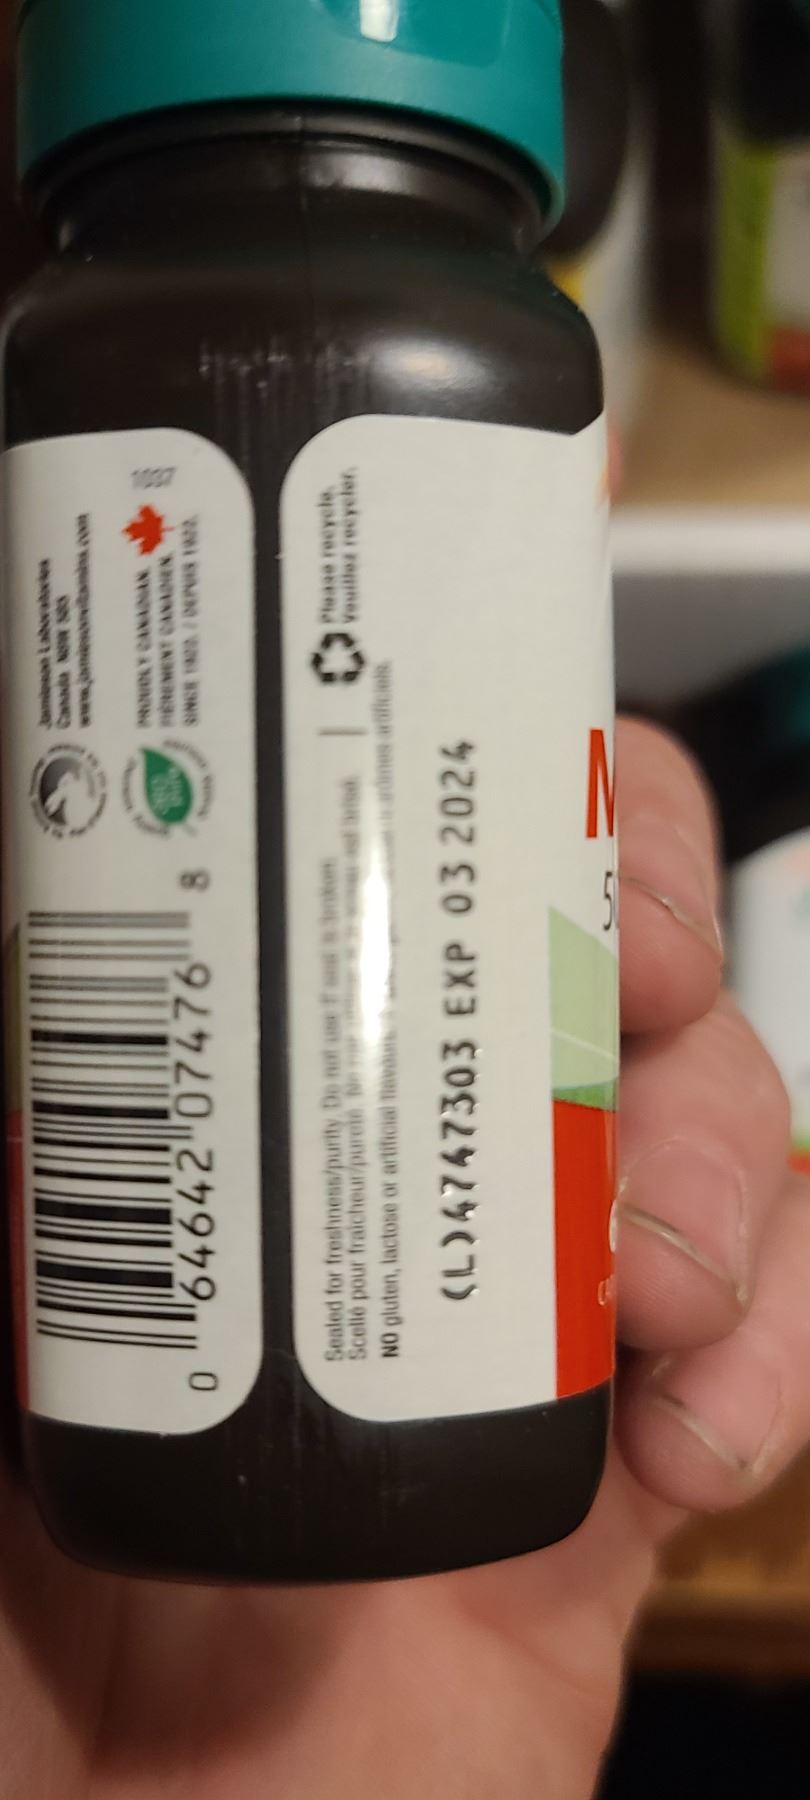 1037
Jamieson Laboratories
Canada N8W 5B5
www.jamiesonvitamins.com
PROUDLY CANADIAN.
FIÈREMENT CANADIEN.
SINCE 1922. / DEPUIS 1922.
0 64642 07476 8
Please recycle.
Veuillez recycler.
Sealed for freshness/purity. Do not use if seal is broken.
Scellé pour fraîcheur/pureté.
NO gluten, lactose or artificial flavours artificiels.
(L)4747303 EXP 03 2024
M
50